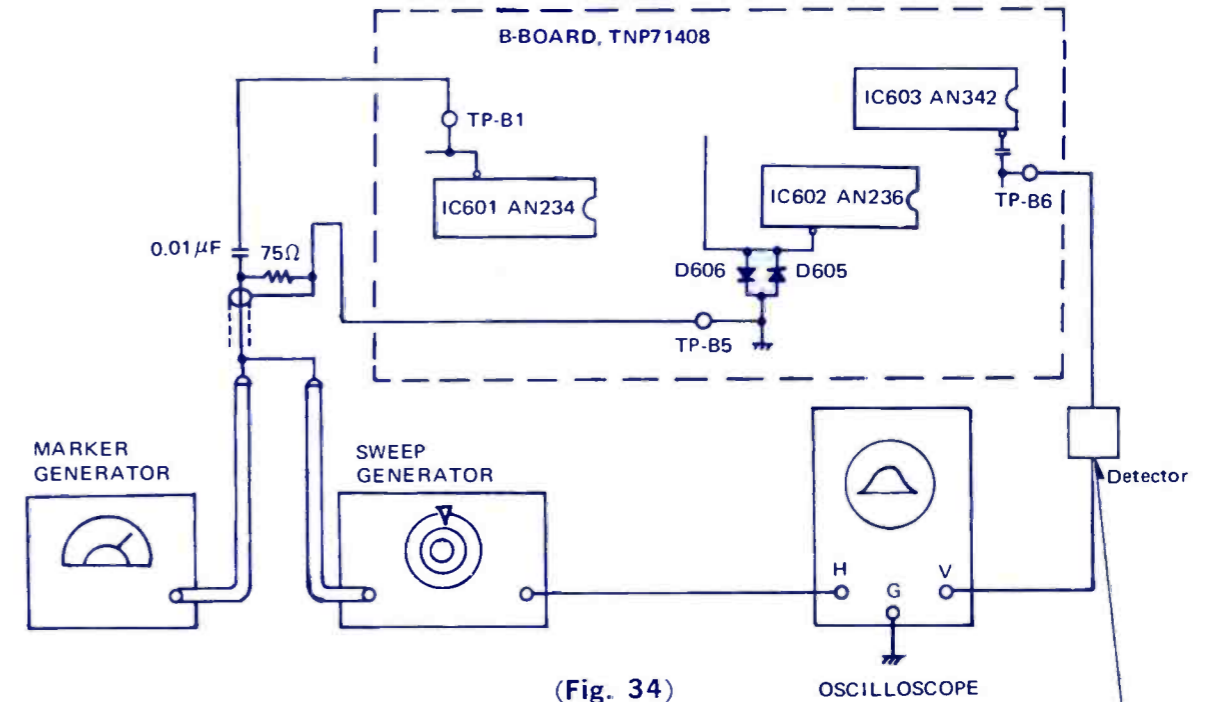 B-BOARD, TNP71408
IC603 AN342
TP-B1
IC601 AN234
IC602 AN236
TP-B6
0.01μF
75Ω
D606
D605
TP-B5
MARKER
GENERATOR
SWEEP
GENERATOR
Detector
H
G
V
(Fig. 34)
OSCILLOSCOPE